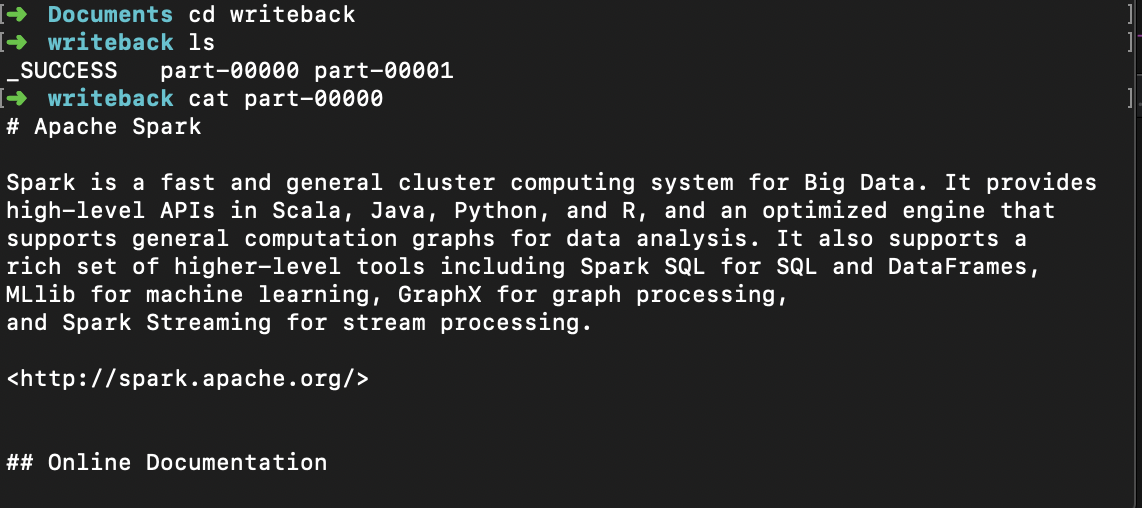 [➜ Documents cd writeback ]
[➜ writeback ls ]
_SUCCESS part-00000 part-00001
[➜ writeback cat part-00000 ]
# Apache Spark
Spark is a fast and general cluster computing system for Big Data. It provides
high-level APIs in Scala, Java, Python, and R, and an optimized engine that
supports general computation graphs for data analysis. It also supports a
rich set of higher-level tools including Spark SQL for SQL and DataFrames,
MLlib for machine learning, GraphX for graph processing,
and Spark Streaming for stream processing.
<http://spark.apache.org/>
## Online Documentation